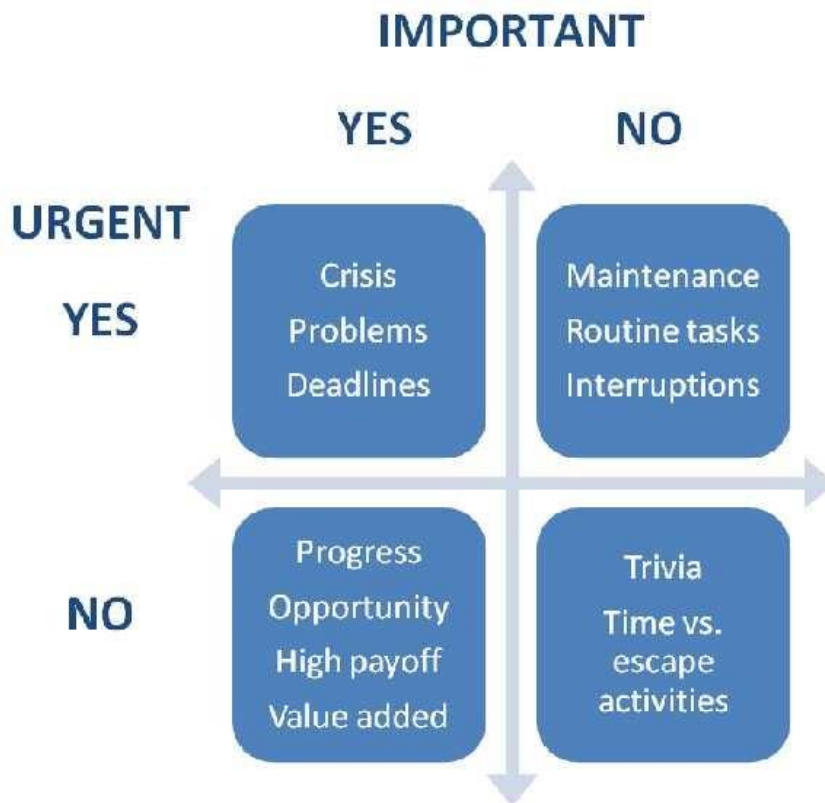 IMPORTANT
YES
NO
URGENT
YES
Crisis
Problems
Deadlines
Maintenance
Routine tasks
Interruptions
NO
Progress
Opportunity
High payoff
Value added
Trivia
Time vs.
escape
activities